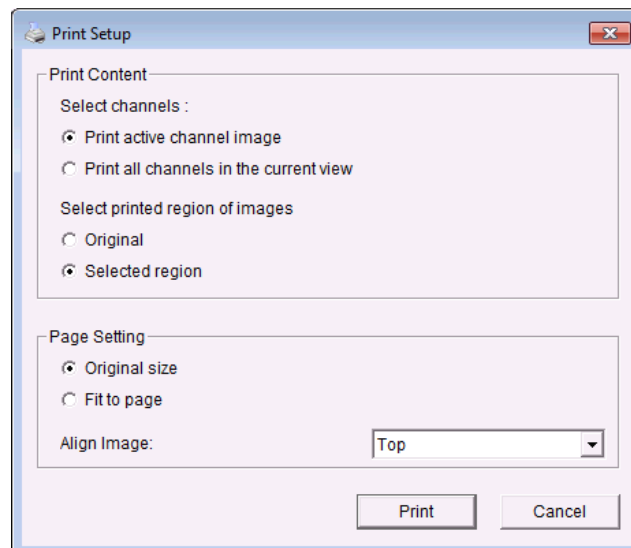 Print Setup
Print Content
Select channels :
Print active channel image
Print all channels in the current view
Select printed region of images
Original
Selected region
Page Setting
Original size
Fit to page
Align Image: Top
Print Cancel